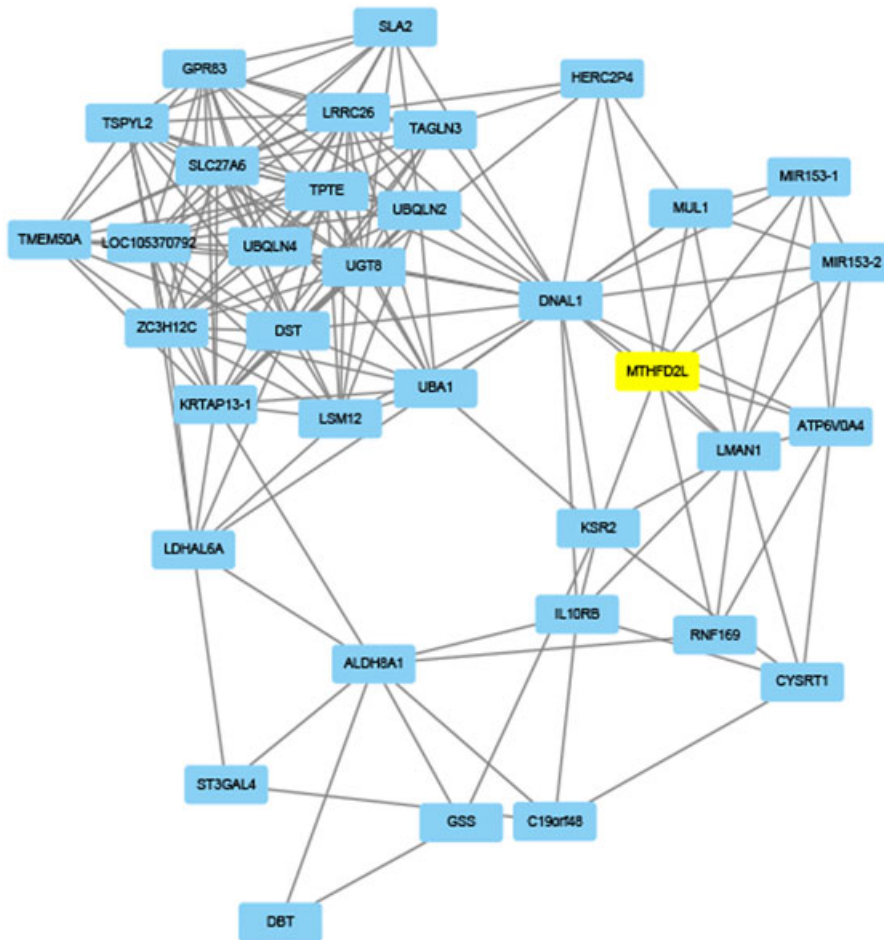 SLA2
GPR83
HERC2P4
LRRC26
TSPYL2
TAGLN3
SLC27A6
MIR153-1
TPTE
UBQLN2
MUL1
TMEM50A
LOC105370792
UBQLN4
UGT8
MIR153-2
DNAL1
ZC3H12C
DST
MTHFD2L
UBA1
KRTAP13-1
LSM12
ATP6V0A4
LMAN1
KSR2
LDHAL6A
IL10RB
RNF169
ALDH8A1
CYSRT1
ST3GAL4
GSS
C19orf48
DBT